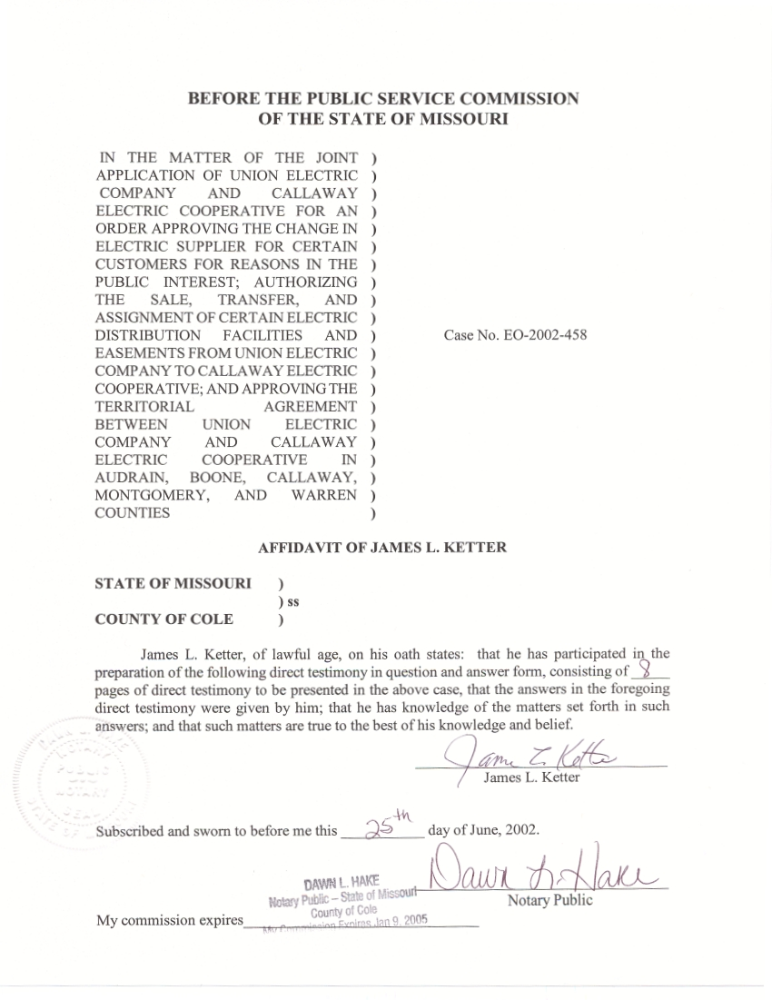 BEFORE THE PUBLIC SERVICE COMMISSION
OF THE STATE OF MISSOURI
IN THE MATTER OF THE JOINT )
APPLICATION OF UNION ELECTRIC )
COMPANY AND CALLAWAY )
ELECTRIC COOPERATIVE FOR AN )
ORDER APPROVING THE CHANGE IN )
ELECTRIC SUPPLIER FOR CERTAIN )
CUSTOMERS FOR REASONS IN THE )
PUBLIC INTEREST; AUTHORIZING )
THE SALE, TRANSFER, AND )
ASSIGNMENT OF CERTAIN ELECTRIC )
DISTRIBUTION FACILITIES AND ) Case No. EO-2002-458
EASEMENTS FROM UNION ELECTRIC )
COMPANY TO CALLAWAY ELECTRIC )
COOPERATIVE; AND APPROVING THE )
TERRITORIAL AGREEMENT )
BETWEEN UNION ELECTRIC )
COMPANY AND CALLAWAY )
ELECTRIC COOPERATIVE IN )
AUDRAIN, BOONE, CALLAWAY, )
MONTGOMERY, AND WARREN )
COUNTIES )
AFFIDAVIT OF JAMES L. KETTER
STATE OF MISSOURI )
) ss
COUNTY OF COLE )
James L. Ketter, of lawful age, on his oath states: that he has participated in the
preparation of the following direct testimony in question and answer form, consisting of 8
pages of direct testimony to be presented in the above case, that the answers in the foregoing
direct testimony were given by him; that he has knowledge of the matters set forth in such
answers; and that such matters are true to the best of his knowledge and belief.
James L. Ketter
James L. Ketter
NOTARY
PUBLIC
NOTARY
SEAL
STATE OF
Subscribed and sworn to before me this 25th day of June, 2002.
Dawn L. Hake
Notary Public
DAWN L. HAKE
Notary Public – State of Missouri
County of Cole
My Commission Expires Jan 9, 2005
My commission expires